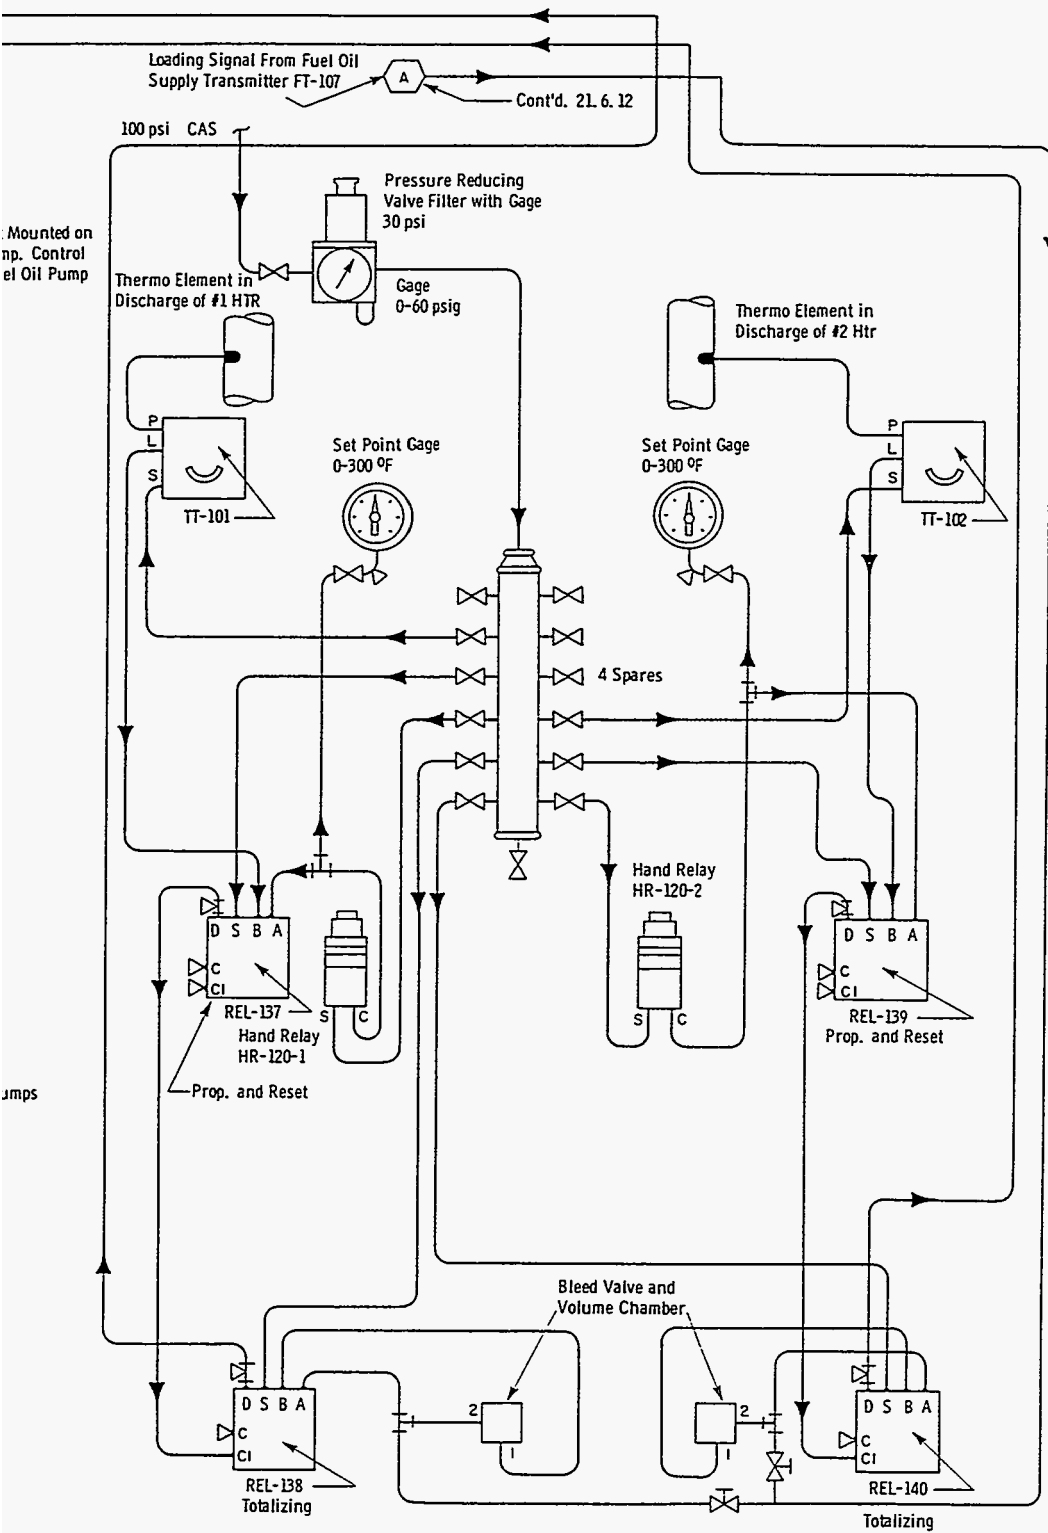 Loading Signal From Fuel Oil
Supply Transmitter FT-107
A
Cont'd. 21.6.12
100 psi CAS
Pressure Reducing
Valve Filter with Gage
30 psi
Mounted on
mp. Control
el Oil Pump
Thermo Element in
Discharge of #1 HTR
Gage
0-60 psig
Thermo Element in
Discharge of #2 Htr
P
L
S
TT-101
Set Point Gage
0-300 °F
Set Point Gage
0-300 °F
P
L
S
TT-102
4 Spares
Hand Relay
HR-120-2
D S B A
C
CI
REL-137
S C
Hand Relay
HR-120-1
Prop. and Reset
S C
D S B A
C
CI
REL-139
Prop. and Reset
umps
Bleed Valve and
Volume Chamber
D S B A
C
CI
REL-138
Totalizing
2
1
2
1
D S B A
C
CI
REL-140
Totalizing